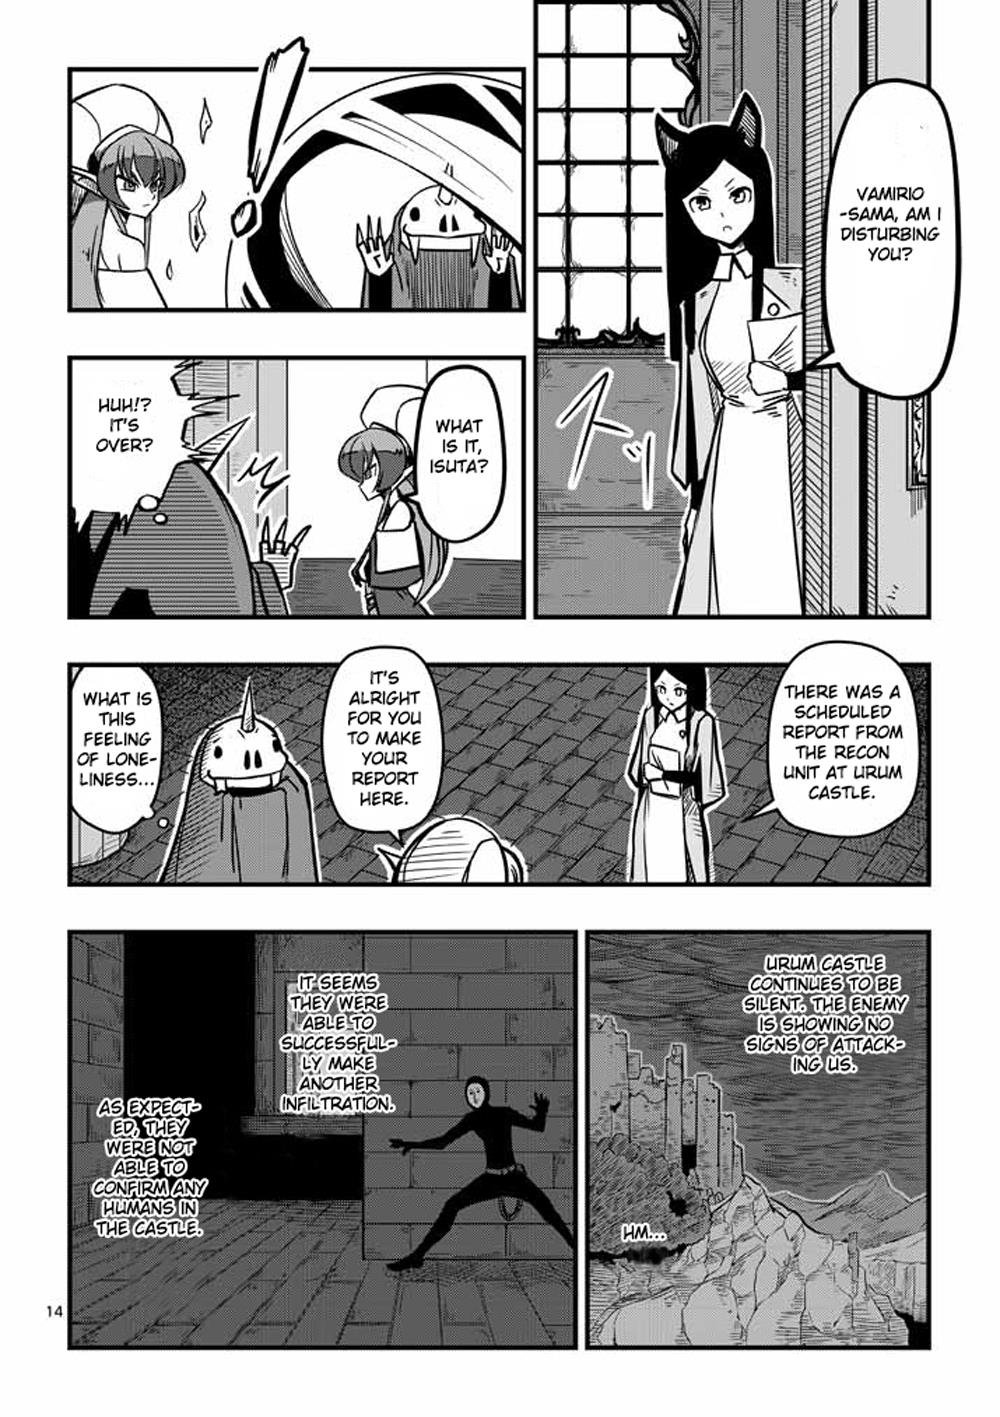 VAMIRIO
-SAMA, AM I
DISTURBING
YOU?
スッ
!
WHAT
IS IT,
ISUTA?
HUH!?
IT'S
OVER?
THERE WAS A
SCHEDULED
REPORT FROM
THE RECON
UNIT AT URUM
CASTLE.
IT'S
ALRIGHT
FOR YOU
TO MAKE
YOUR
REPORT
HERE.
WHAT IS
THIS
FEELING
OF LONE-
LINESS...
URUM CASTLE
CONTINUES TO BE
SILENT. THE ENEMY
IS SHOWING NO
SIGNS OF ATTACK-
ING US.
HM...
IT SEEMS
THEY WERE
ABLE TO
SUCCESSFUL-
LY MAKE
ANOTHER
INFILTRATION.
AS EXPECT-
ED, THEY
WERE NOT
ABLE TO
CONFIRM ANY
HUMANS IN
THE CASTLE.
14